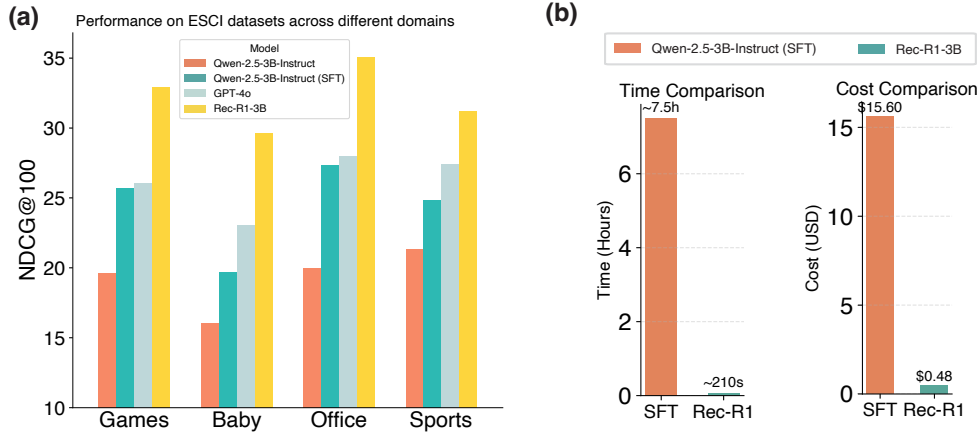 (a)
Performance on ESCI datasets across different domains
Model
Qwen-2.5-3B-Instruct
Qwen-2.5-3B-Instruct (SFT)
GPT-4o
Rec-R1-3B
NDCG@100
35
30
25
20
15
10
Games Baby Office Sports
(b)
Qwen-2.5-3B-Instruct (SFT) Rec-R1-3B
Time Comparison
~7.5h
Time (Hours)
6
4
2
0
~210s
SFT Rec-R1
Cost Comparison
$15.60
Cost (USD)
15
10
5
0
$0.48
SFT Rec-R1